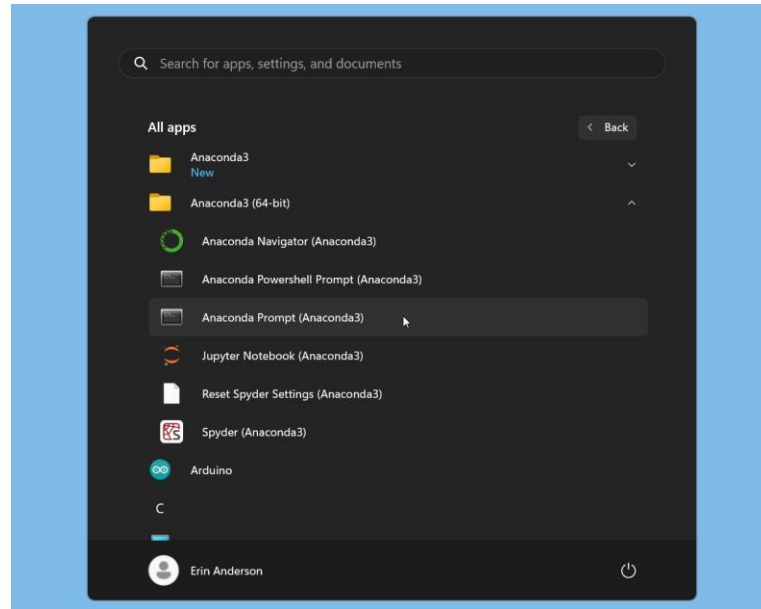 Search for apps, settings, and documents
All apps
Back
Anaconda3
New
Anaconda3 (64-bit)
Anaconda Navigator (Anaconda3)
Anaconda Powershell Prompt (Anaconda3)
Anaconda Prompt (Anaconda3)
Jupyter Notebook (Anaconda3)
Reset Spyder Settings (Anaconda3)
Spyder (Anaconda3)
Arduino
C
Erin Anderson